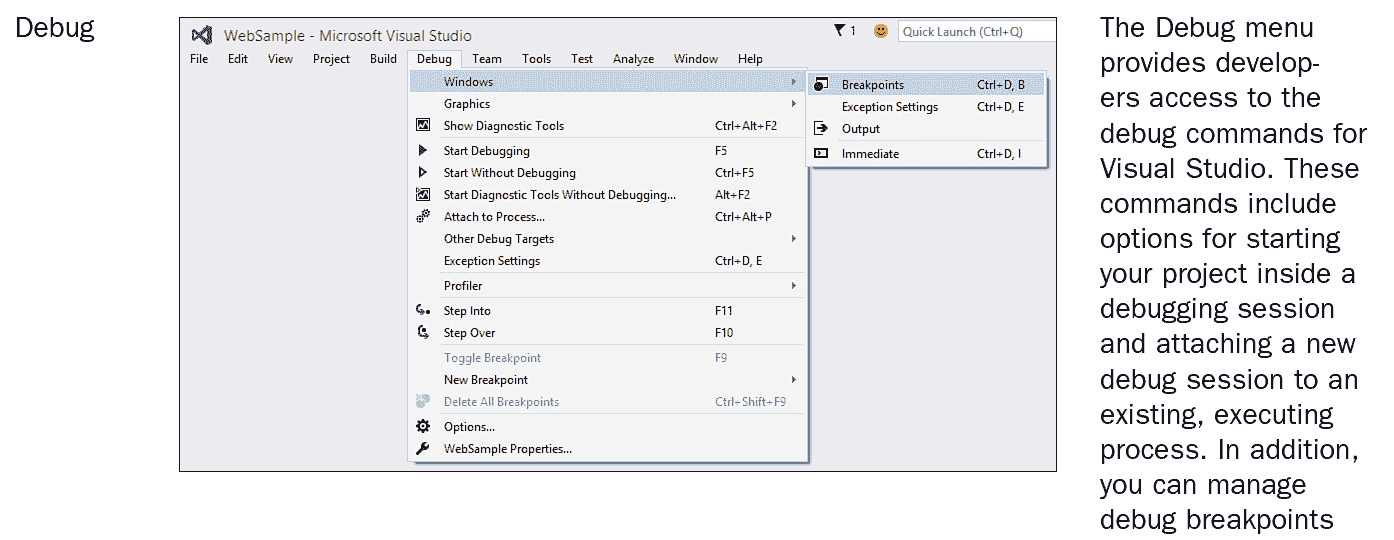 Debug
WebSample - Microsoft Visual Studio
1
Quick Launch (Ctrl+Q)
File Edit View Project Build Debug Team Tools Test Analyze Window Help
Windows
Graphics
Show Diagnostic Tools Ctrl+Alt+F2
Start Debugging F5
Start Without Debugging Ctrl+F5
Start Diagnostic Tools Without Debugging... Alt+F2
Attach to Process... Ctrl+Alt+P
Other Debug Targets
Exception Settings Ctrl+D, E
Profiler
Step Into F11
Step Over F10
Toggle Breakpoint F9
New Breakpoint
Delete All Breakpoints Ctrl+Shift+F9
Options...
WebSample Properties...
Breakpoints Ctrl+D, B
Exception Settings Ctrl+D, E
Output
Immediate Ctrl+D, I
The Debug menu
provides develop-
ers access to the
debug commands for
Visual Studio. These
commands include
options for starting
your project inside a
debugging session
and attaching a new
debug session to an
existing, executing
process. In addition,
you can manage
debug breakpoints